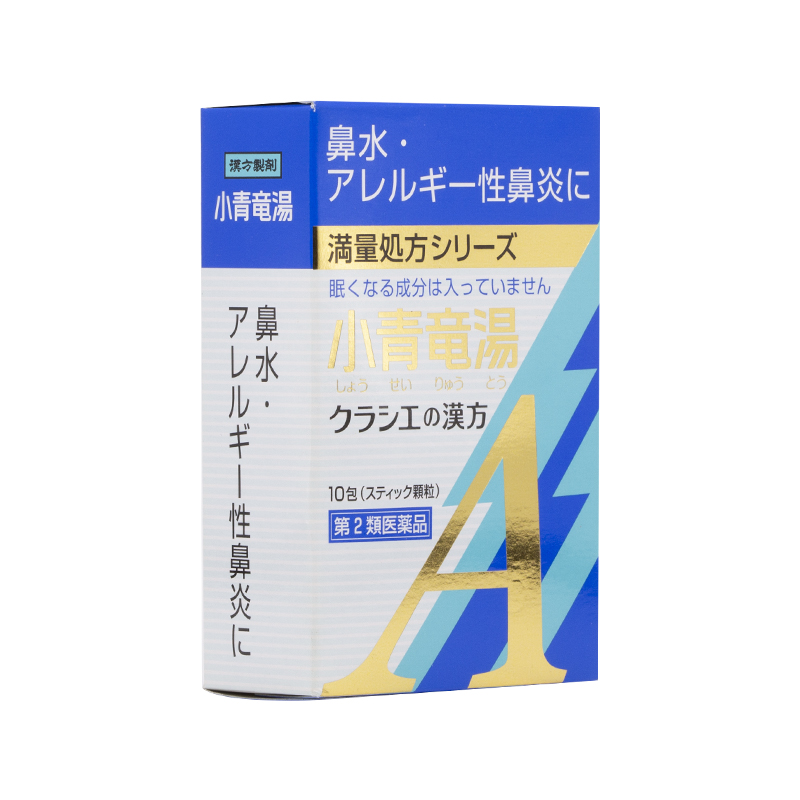 漢方製剤
小青竜湯
鼻水・
アレルギー性鼻炎に
鼻水・
アレルギー性鼻炎に
満量処方シリーズ
眠くなる成分は入っていません
小青竜湯
しょう せい りゅう とう
クラシエの漢方
10包(スティック顆粒)
第2類医薬品
A